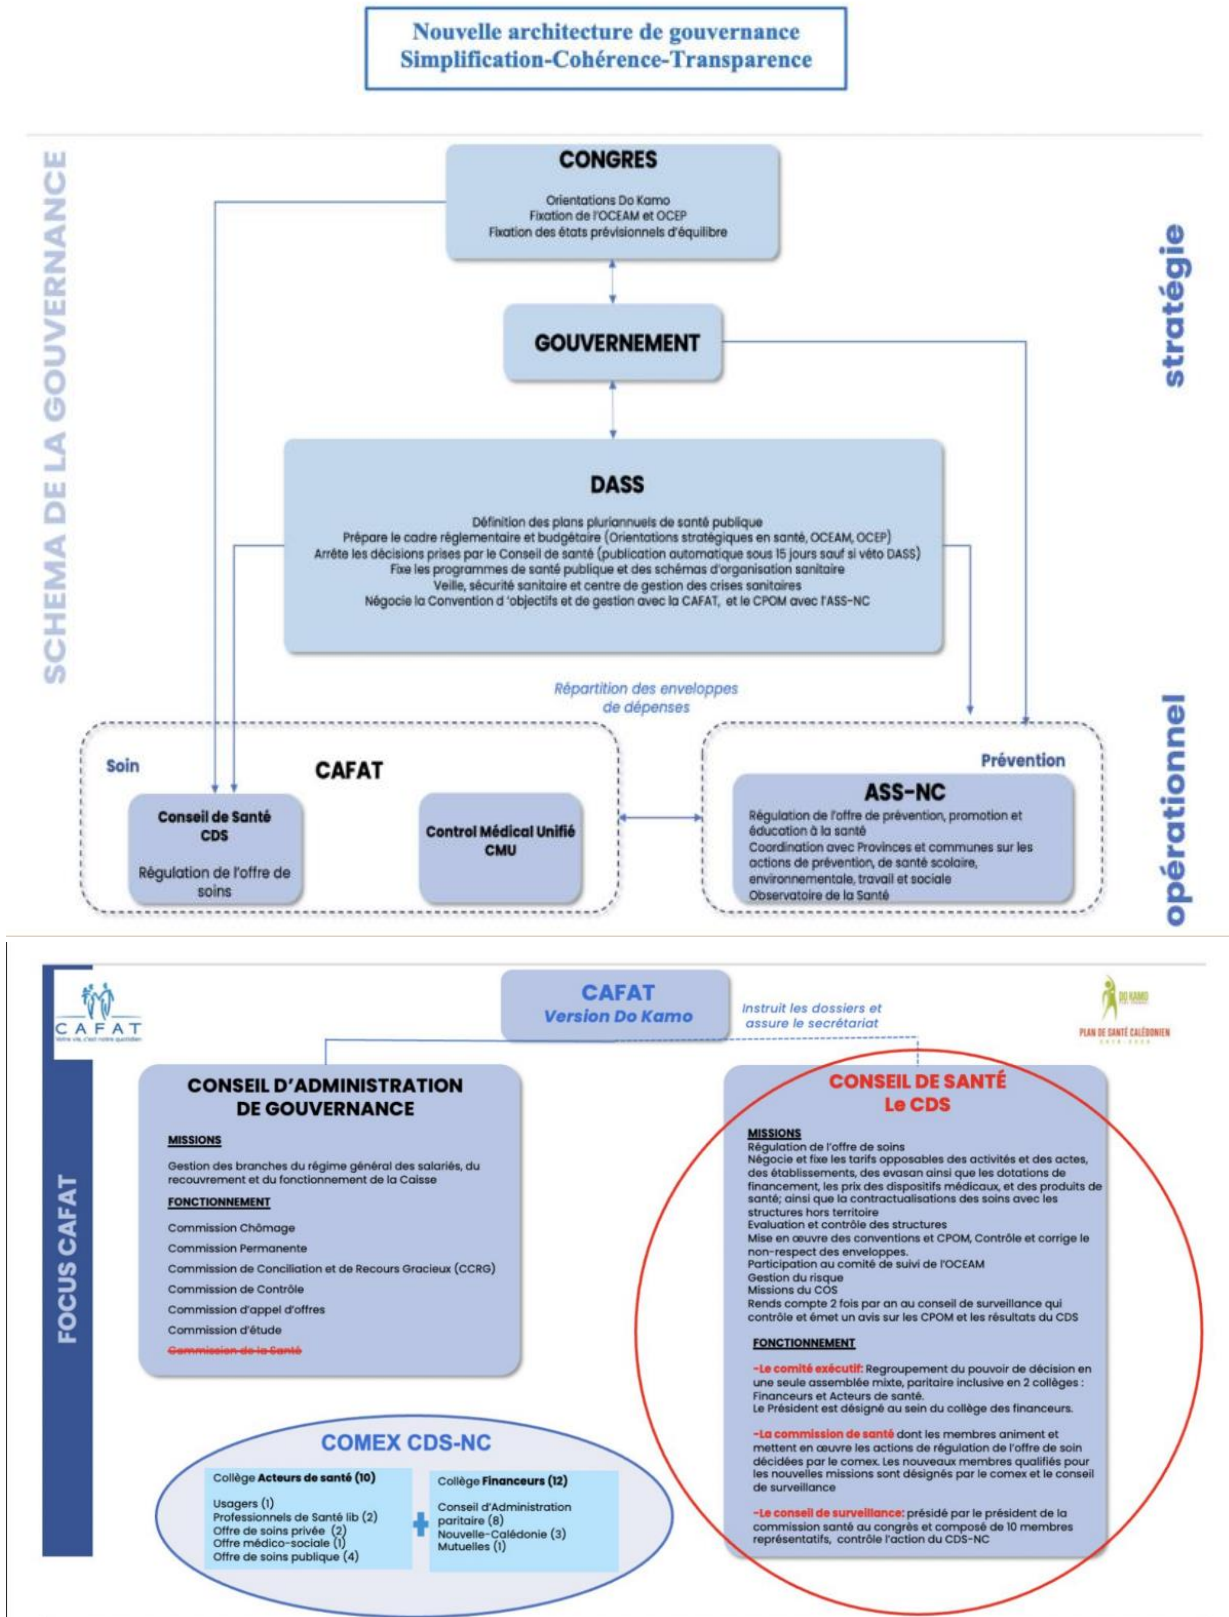 Nouvelle architecture de gouvernance
Simplification-Cohérence-Transparence
SCHEMA DE LA GOUVERNANCE
stratégie
opérationnel
CONGRES
Orientations Do Kamo
Fixation de l'OCEAM et OCEP
Fixation des états prévisionnels d'équilibre
GOUVERNEMENT
DASS
Définition des plans pluriannuels de santé publique
Prépare le cadre réglementaire et budgétaire (Orientations stratégiques en santé, OCEAM, OCEP)
Arrête les décisions prises par le Conseil de santé (publication automatique sous 15 jours sauf si véto DASS)
Fixe les programmes de santé publique et des schémas d'organisation sanitaire
Veille, sécurité sanitaire et centre de gestion des crises sanitaires
Négocie la Convention d 'objectifs et de gestion avec la CAFAT, et le CPOM avec l'ASS-NC
Répartition des enveloppes
de dépenses
Soin
CAFAT
Conseil de Santé
CDS
Régulation de l'offre de
soins
Control Médical Unifié
CMU
Prévention
ASS-NC
Régulation de l'offre de prévention, promotion et
éducation à la santé
Coordination avec Provinces et communes sur les
actions de prévention, de santé scolaire,
environnementale, travail et sociale
Observatoire de la Santé
FOCUS CAFAT
CAFAT
Votre vie, c'est notre quotidien
CAFAT
Version Do Kamo
Instruit les dossiers et
assure le secrétariat
DO KAMO
PLAN DE SANTÉ CALÉDONIEN
CONSEIL D'ADMINISTRATION
DE GOUVERNANCE
MISSIONS
Gestion des branches du régime général des salariés, du
recouvrement et du fonctionnement de la Caisse
FONCTIONNEMENT
Commission Chômage
Commission Permanente
Commission de Conciliation et de Recours Gracieux (CCRG)
Commission de Contrôle
Commission d'appel d'offres
Commission d'étude
Commission de la Santé
CONSEIL DE SANTÉ
Le CDS
MISSIONS
Régulation de l'offre de soins
Négocie et fixe les tarifs opposables des activités et des actes,
des établissements, des evasan ainsi que les dotations de
financement, les prix des dispositifs médicaux, et des produits de
santé; ainsi que la contractualisations des soins avec les
structures hors territoire
Evaluation et contrôle des structures
Mise en œuvre des conventions et CPOM, Contrôle et corrige le
non-respect des enveloppes.
Participation au comité de suivi de l'OCEAM
Gestion du risque
Missions du COS
Rends compte 2 fois par an au conseil de surveillance qui
contrôle et émet un avis sur les CPOM et les résultats du CDS
FONCTIONNEMENT
-Le comité exécutif: Regroupement du pouvoir de décision en
une seule assemblée mixte, paritaire inclusive en 2 collèges :
Financeurs et Acteurs de santé.
Le Président est désigné au sein du collège des financeurs.
-La commission de santé dont les membres animent et
mettent en œuvre les actions de régulation de l'offre de soin
décidées par le comex. Les nouveaux membres qualifiés pour
les nouvelles missions sont désignés par le comex et le conseil
de surveillance
-Le conseil de surveillance: présidé par le président de la
commission santé au congrès et composé de 10 membres
représentatifs, contrôle l'action du CDS-NC
COMEX CDS-NC
Collège Acteurs de santé (10)
Usagers (1)
Professionnels de Santé lib (2)
Offre de soins privée (2)
Offre médico-sociale (1)
Offre de soins publique (4)
Collège Financeurs (12)
Conseil d'Administration
paritaire (8)
Nouvelle-Calédonie (3)
Mutuelles (1)